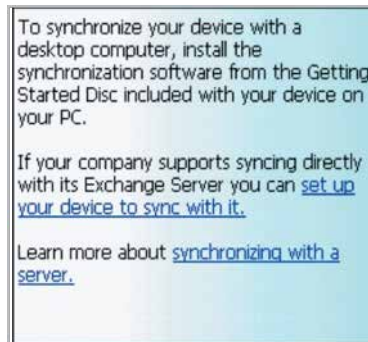 To synchronize your device with a
desktop computer, install the
synchronization software from the Getting
Started Disc included with your device on
your PC.
If your company supports syncing directly
with its Exchange Server you can set up
your device to sync with it.
Learn more about synchronizing with a
server.